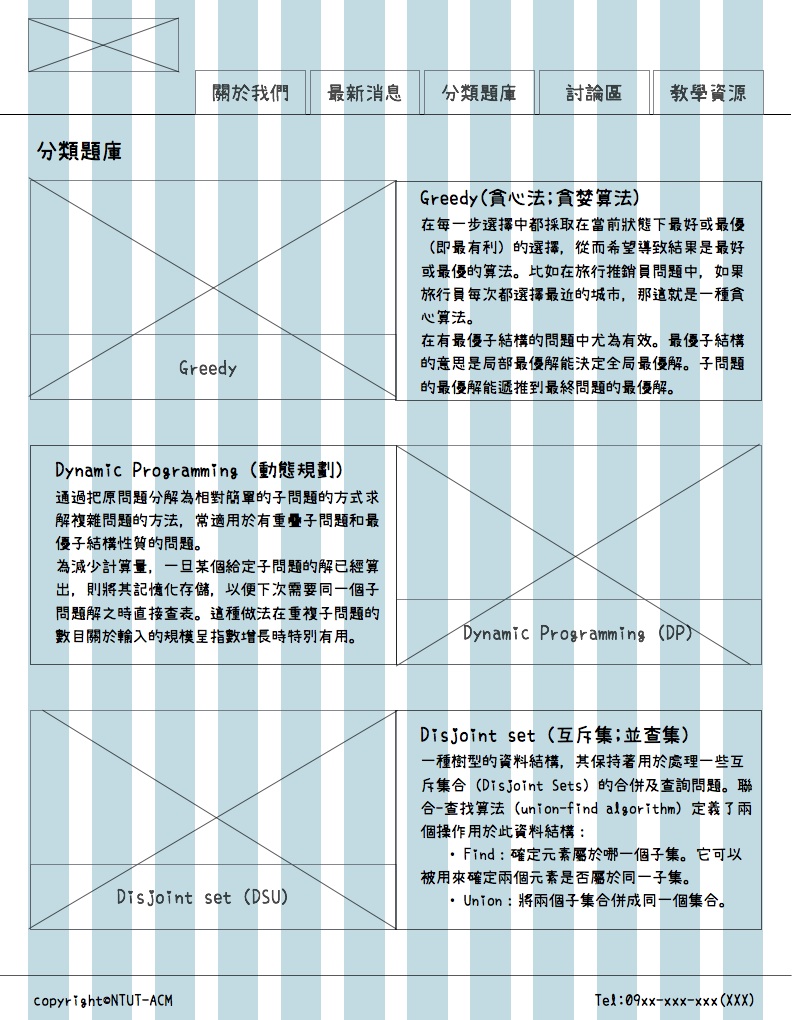 關於我們
最新消息
分類題庫
討論區
教學資源
分類題庫
Greedy
Greedy(貪心法;貪婪算法)
在每一步選擇中都採取在當前狀態下最好或最優
（即最有利）的選擇，從而希望導致結果是最好
或最優的算法。比如在旅行推銷員問題中，如果
旅行員每次都選擇最近的城市，那這就是一種貪
心算法。
在有最優子結構的問題中尤為有效。最優子結構
的意思是局部最優解能決定全局最優解。子問題
的最優解能遞推到最終問題的最優解。
Dynamic Programming (動態規劃)
通過把原問題分解為相對簡單的子問題的方式求
解複雜問題的方法，常適用於有重疊子問題和最
優子結構性質的問題。
為減少計算量，一旦某個給定子問題的解已經算
出，則將其記憶化存儲，以便下次需要同一個子
問題解之時直接查表。這種做法在重複子問題的
數目關於輸入的規模呈指數增長時特別有用。
Dynamic Programming (DP)
Disjoint set (DSU)
Disjoint set (互斥集;並查集)
一種樹型的資料結構，其保持著用於處理一些互
斥集合（Disjoint Sets）的合併及查詢問題。聯
合-查找算法（union-find algorithm）定義了兩
個操作用於此資料結構：
• Find：確定元素屬於哪一個子集。它可以
被用來確定兩個元素是否屬於同一子集。
• Union：將兩個子集合併成同一個集合。
copyright©NTUT-ACM
Tel:09xx-xxx-xxx(XXX)